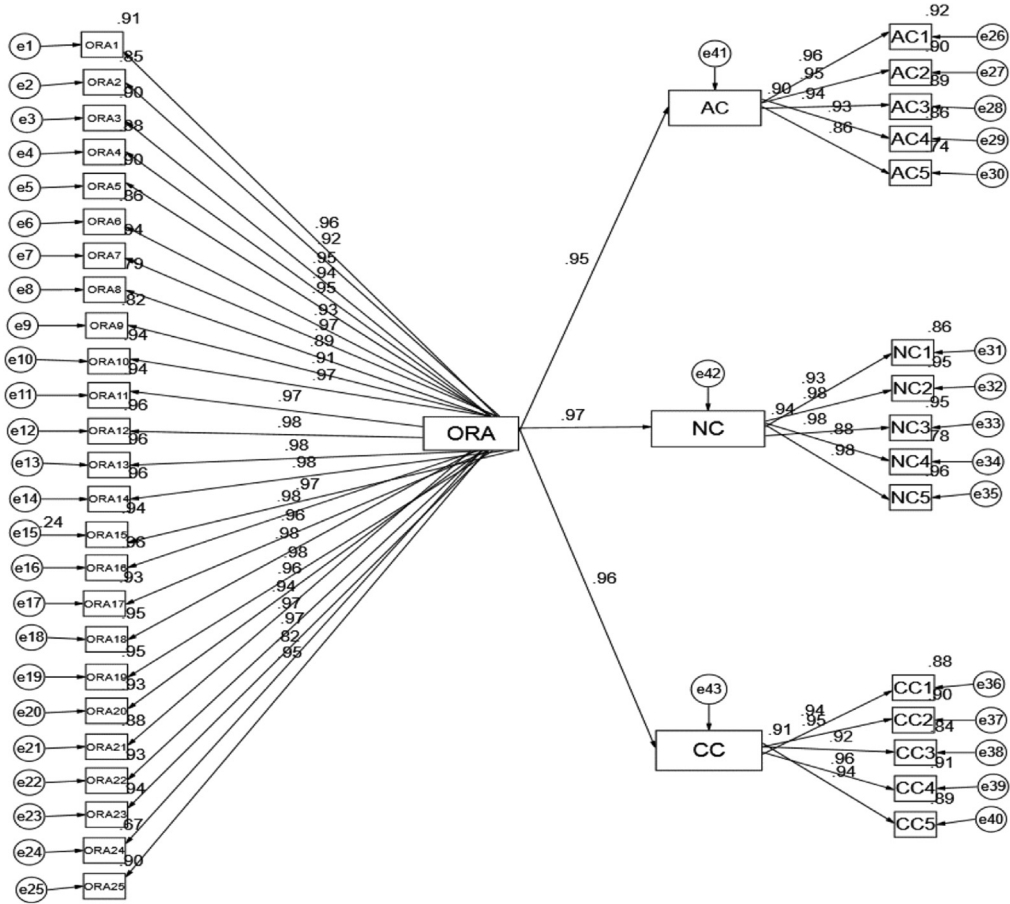 .91
e1 ORA1
.85
e2 ORA2
.90
e3 ORA3
.88
e4 ORA4
.90
e5 ORA5
.86
e6 ORA6
.94
e7 ORA7
.79
e8 ORA8
.82
e9 ORA9
.94
e10 ORA10
.94
e11 ORA11
.96
e12 ORA12
.96
e13 ORA13
.96
e14 ORA14
.94
.24
e15 ORA15
.96
e16 ORA16
.93
e17 ORA17
.95
e18 ORA18
.95
e19 ORA19
.93
e20 ORA20
.88
e21 ORA21
.93
e22 ORA22
.94
e23 ORA23
.67
e24 ORA24
.90
e25 ORA25
.96
.92
.95
.94
.95
.93
.97
.89
.91
.97
.97
.98
.98
.98
.97
.98
.96
.98
.98
.96
.94
.97
.97
.82
.95
ORA
.95
.97
.96
e41
.90
AC
.96
.95
.94
.93
.86
.92
AC1 e26
.90
AC2 e27
.89
AC3 e28
.86
AC4 e29
.74
AC5 e30
e42
.94
NC
.93
.98
.98
.88
.98
.86
NC1 e31
.95
NC2 e32
.95
NC3 e33
.78
NC4 e34
.96
NC5 e35
e43
.91
CC
.94
.95
.92
.96
.94
.88
CC1 e36
.90
CC2 e37
.84
CC3 e38
.91
CC4 e39
.89
CC5 e40